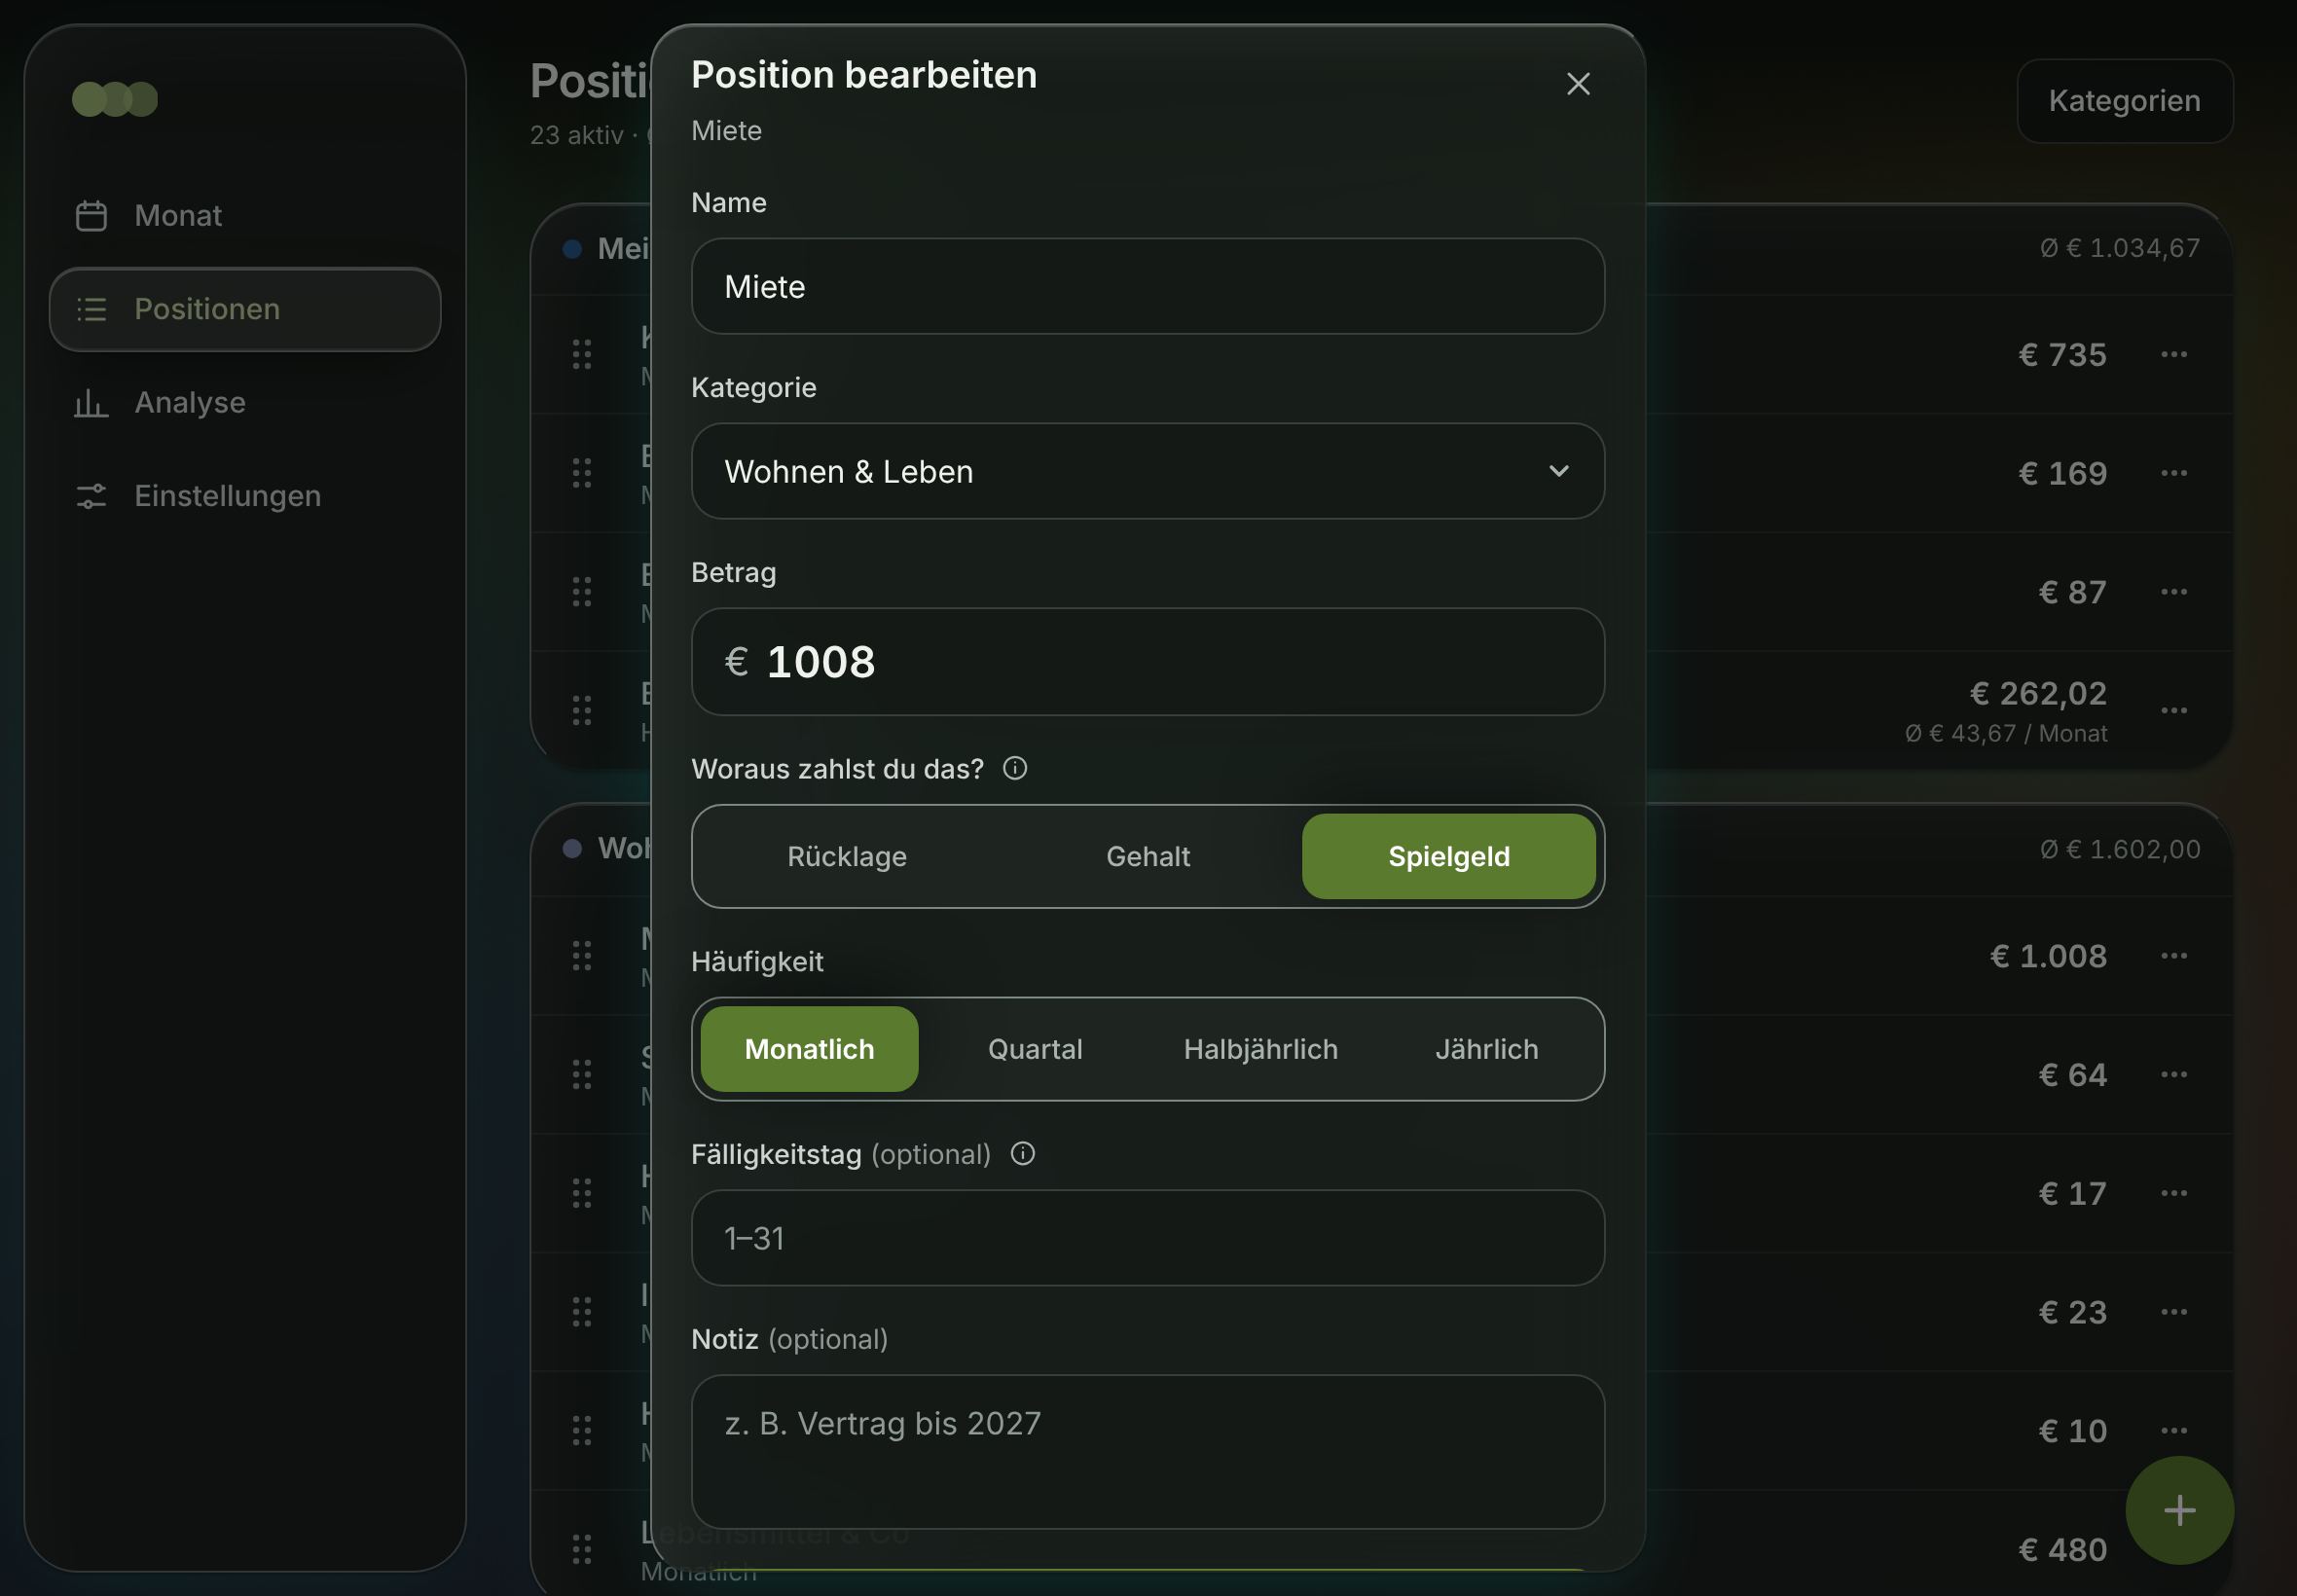 Monat
Positionen
Analyse
Einstellungen
23 aktiv ·
Kategorien
Ø € 1.034,67
€ 735
€ 169
€ 87
€ 262,02
Ø € 43,67 / Monat
Ø € 1.602,00
€ 1.008
€ 64
€ 17
€ 23
€ 10
Lebensmittel & Co
Monatlich
€ 480
Position bearbeiten
Miete
Name
Miete
Kategorie
Wohnen & Leben
Betrag
€ 1008
Woraus zahlst du das?
Rücklage Gehalt Spielgeld
Häufigkeit
Monatlich Quartal Halbjährlich Jährlich
Fälligkeitstag (optional)
1–31
Notiz (optional)
z. B. Vertrag bis 2027